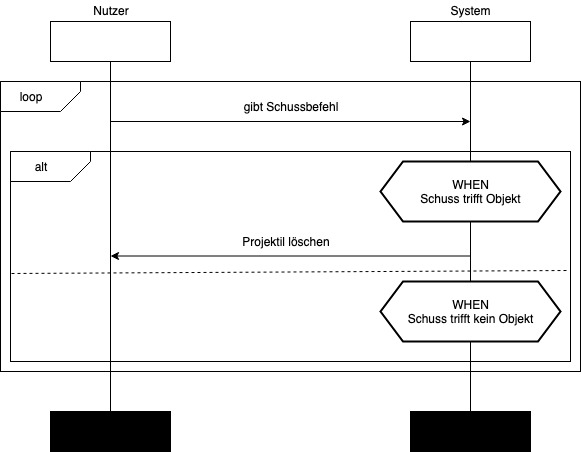 Nutzer
System
loop
gibt Schussbefehl
alt
WHEN
Schuss trifft Objekt
Projektil löschen
WHEN
Schuss trifft kein Objekt